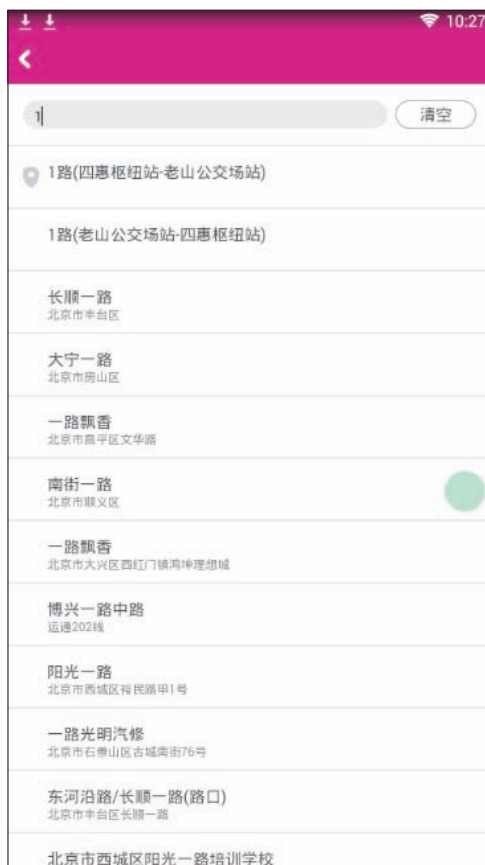 10:27
1
清空
1路(四惠枢纽站-老山公交场站)
1路(老山公交场站-四惠枢纽站)
长顺一路
北京市丰台区
大宁一路
北京市房山区
一路飘香
北京市昌平区文华路
南街一路
北京市顺义区
一路飘香
北京市大兴区西红门镇鸿坤理想城
博兴一路中路
运通202线
阳光一路
北京市西城区裕民路甲1号
一路光明汽修
北京市石景山区古城南街76号
东河沿路/长顺一路(路口)
北京市丰台区长顺一路
北京市西城区阳光一路培训学校